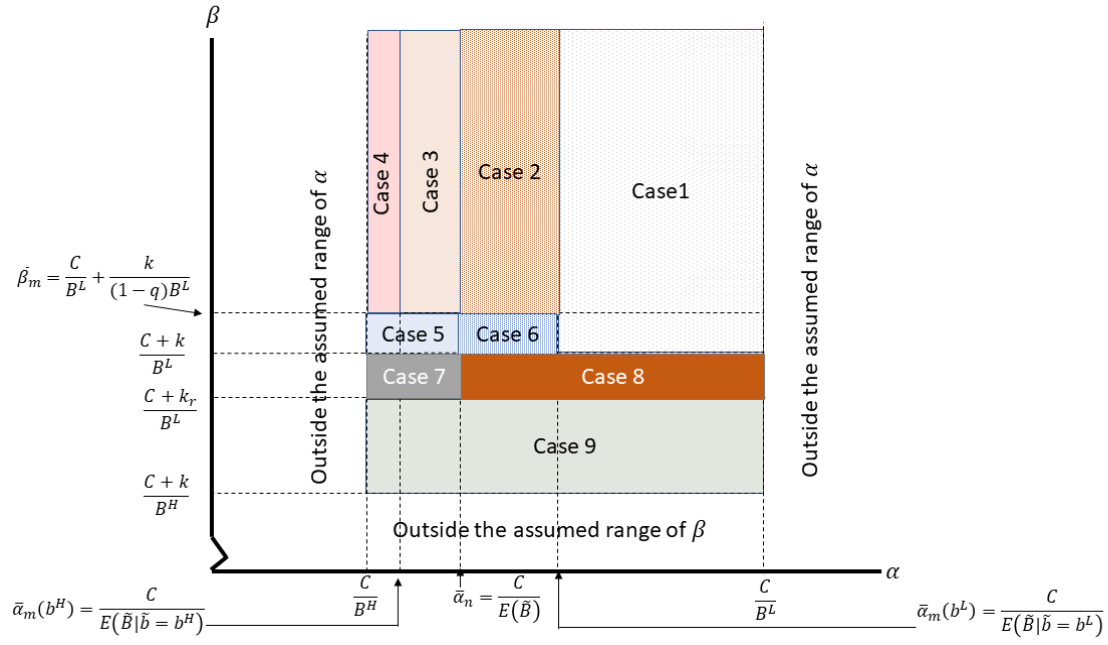 β
Case 4
Case 3
Case 2
Case1
Outside the assumed range of α
Outside the assumed range of α
β̇ₘ = C/B^L + k/((1 − q)B^L)
Case 5
Case 6
(C + k)/B^L
Case 7
Case 8
(C + kᵣ)/B^L
Case 9
(C + k)/B^H
Outside the assumed range of β
α
C/B^H
ᾱₙ = C/E(B̃)
C/B^L
ᾱₘ(b^H) = C/E(B̃|b̃ = b^H)
ᾱₘ(b^L) = C/E(B̃|b̃ = b^L)